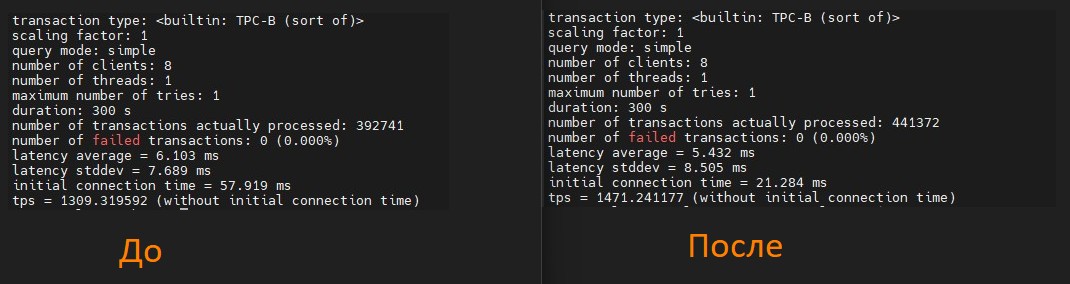 transaction type: <builtin: TPC-B (sort of)>
scaling factor: 1
query mode: simple
number of clients: 8
number of threads: 1
maximum number of tries: 1
duration: 300 s
number of transactions actually processed: 392741
number of failed transactions: 0 (0.000%)
latency average = 6.103 ms
latency stddev = 7.689 ms
initial connection time = 57.919 ms
tps = 1309.319592 (without initial connection time)
До
transaction type: <builtin: TPC-B (sort of)>
scaling factor: 1
query mode: simple
number of clients: 8
number of threads: 1
maximum number of tries: 1
duration: 300 s
number of transactions actually processed: 441372
number of failed transactions: 0 (0.000%)
latency average = 5.432 ms
latency stddev = 8.505 ms
initial connection time = 21.284 ms
tps = 1471.241177 (without initial connection time)
После